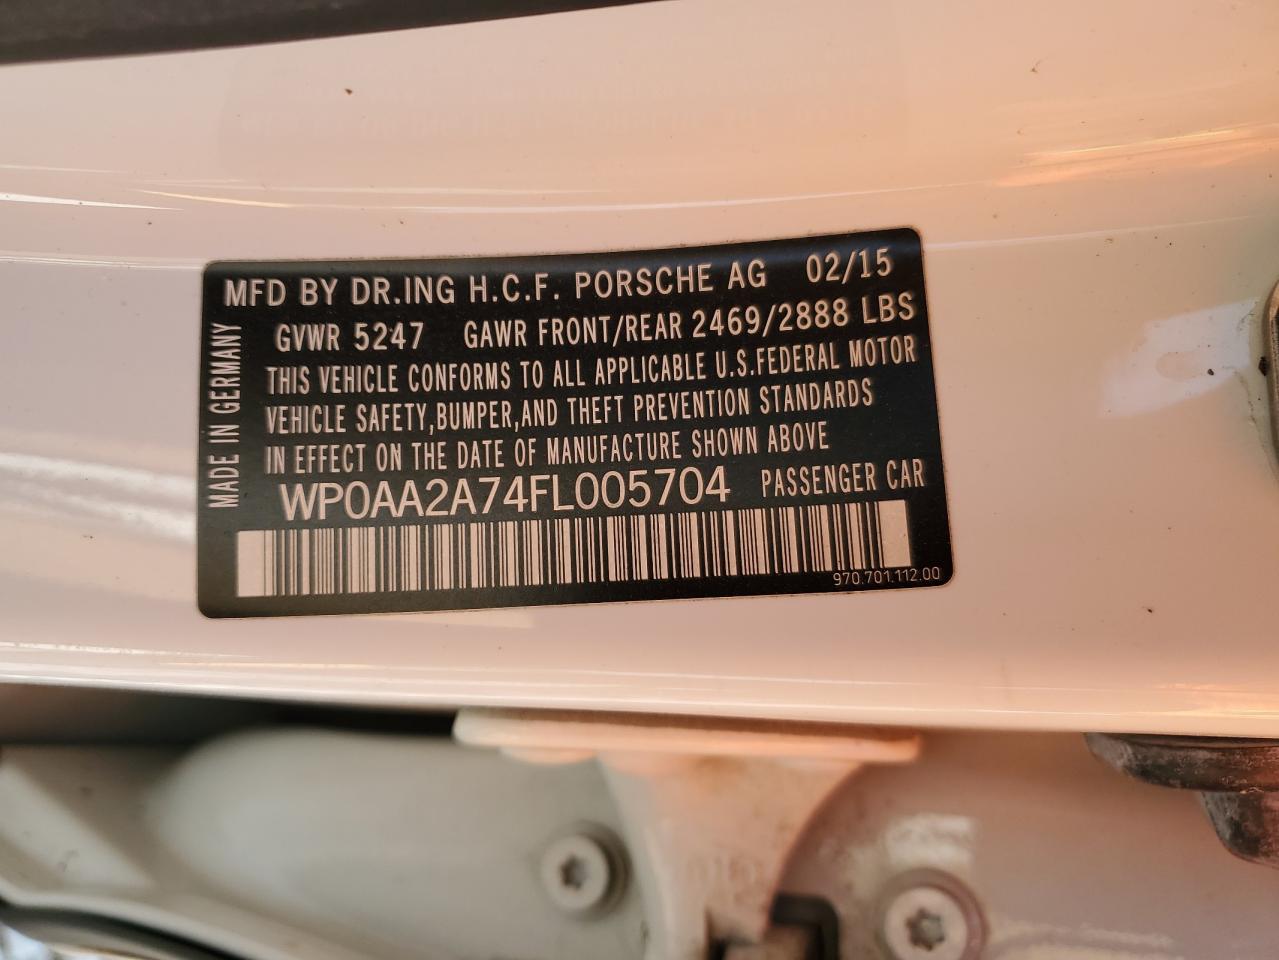 MFD BY DR.ING H.C.F. PORSCHE AG 02/15
GVWR 5247 GAWR FRONT/REAR 2469/2888 LBS
THIS VEHICLE CONFORMS TO ALL APPLICABLE U.S.FEDERAL MOTOR
VEHICLE SAFETY,BUMPER,AND THEFT PREVENTION STANDARDS
IN EFFECT ON THE DATE OF MANUFACTURE SHOWN ABOVE
WP0AA2A74FL005704 PASSENGER CAR
970.701.112.00
MADE IN GERMANY